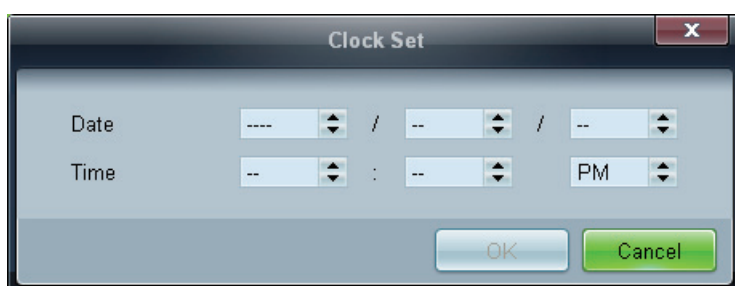 Clock Set x
Date ---- / -- / --
Time -- : -- PM
OK Cancel